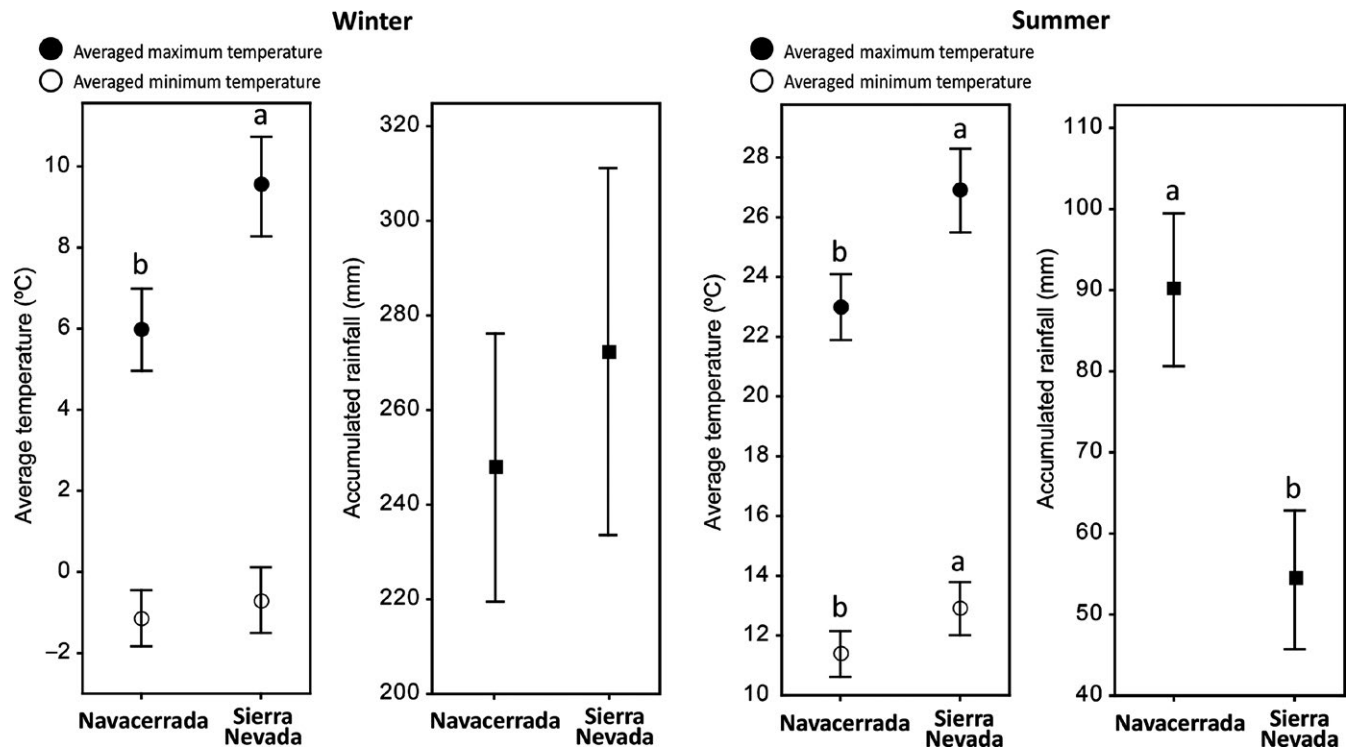 Winter
Averaged maximum temperature
Averaged minimum temperature
Average temperature (ºC)
10
8
6
4
2
0
–2
a
b
Navacerrada
Sierra
Nevada
Accumulated rainfall (mm)
320
300
280
260
240
220
200
Navacerrada
Sierra
Nevada
Summer
Averaged maximum temperature
Averaged minimum temperature
Average temperature (ºC)
28
26
24
22
20
18
16
14
12
10
a
b
a
b
Navacerrada
Sierra
Nevada
Accumulated rainfall (mm)
110
100
90
80
70
60
50
40
a
b
Navacerrada
Sierra
Nevada